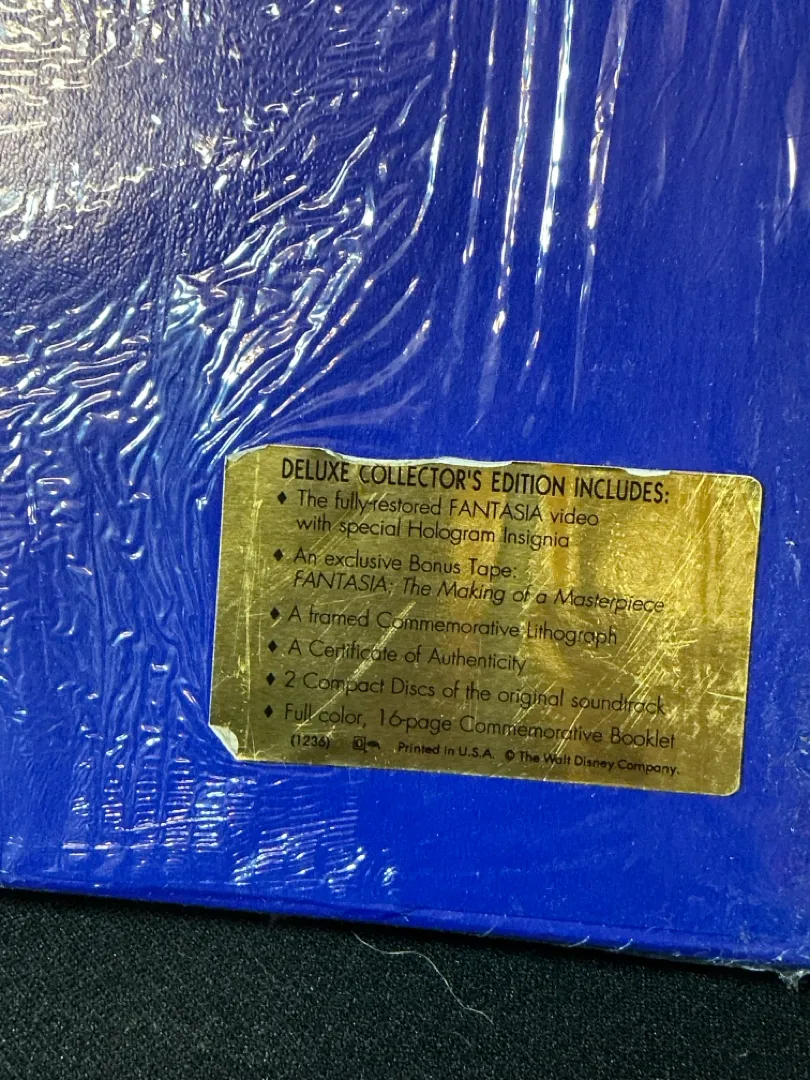 DELUXE COLLECTOR'S EDITION INCLUDES:
♦ The fully-restored FANTASIA video
with special Hologram Insignia
♦ An exclusive Bonus Tape:
FANTASIA: The Making of a Masterpiece
♦ A framed Commemorative Lithograph
♦ A Certificate of Authenticity
♦ 2 Compact Discs of the original soundtrack
♦ Full color, 16-page Commemorative Booklet
(1236) Printed in U.S.A. © The Walt Disney Company.